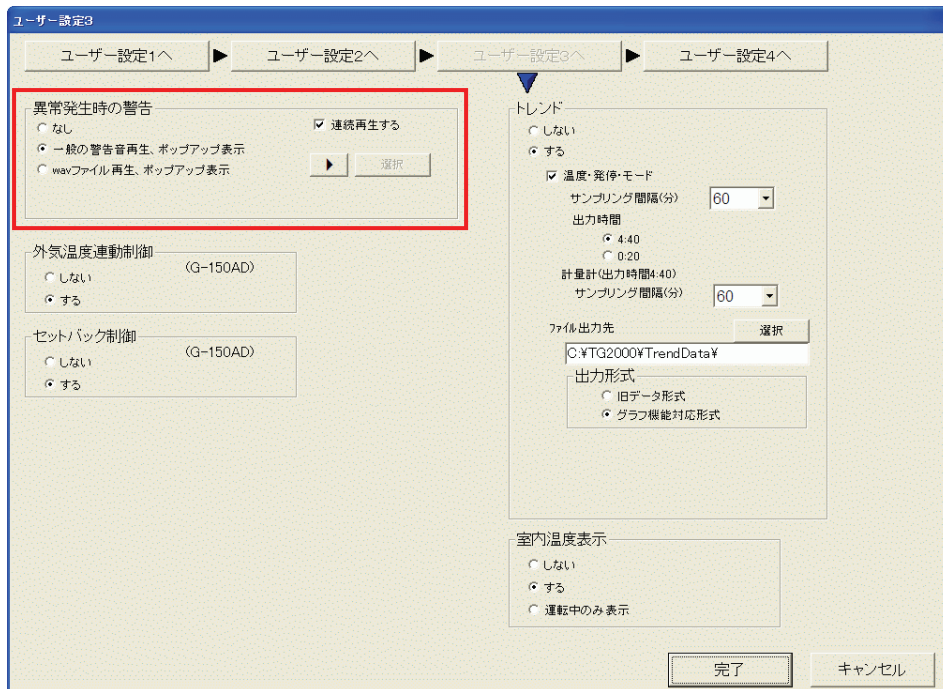 ユーザー設定3
ユーザー設定1へ ユーザー設定2へ ユーザー設定3へ ユーザー設定4へ
異常発生時の警告
なし
連続再生する
一般の警告音再生、ポップアップ表示
wavファイル再生、ポップアップ表示
選択
外気温度連動制御
(G-150AD)
しない
する
セットバック制御
(G-150AD)
しない
する
トレンド
しない
する
温度・発停・モード
サンプリング間隔(分) 60
出力時間
4:40
0:20
計量計(出力時間4:40)
サンプリング間隔(分) 60
ファイル出力先 選択
C:¥TG2000¥TrendData¥
出力形式
旧データ形式
グラフ機能対応形式
室内温度表示
しない
する
運転中のみ表示
完了 キャンセル